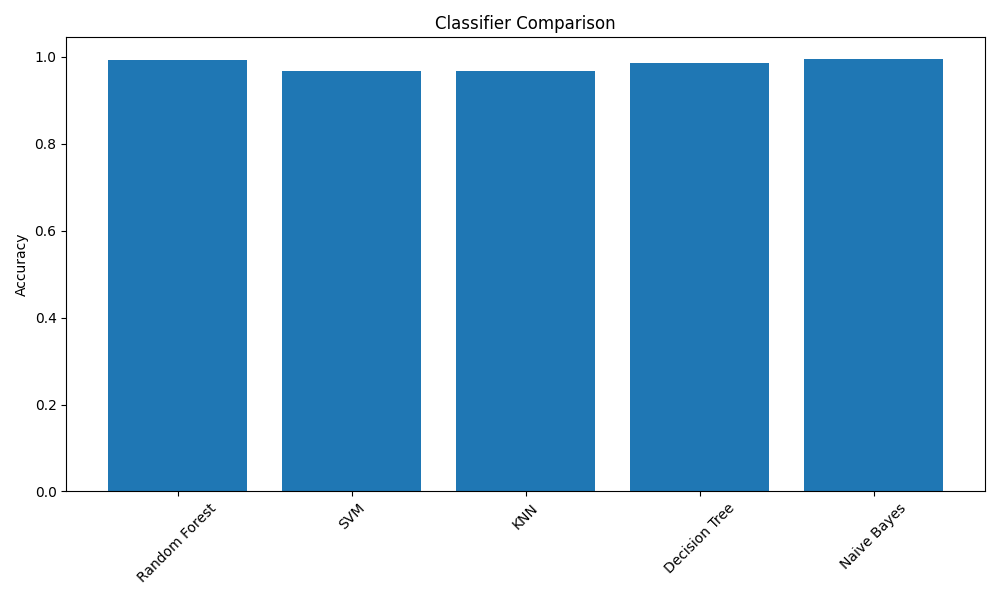 Classifier Comparison
1.0
0.8
0.6
0.4
0.2
0.0
Accuracy
Random Forest
SVM
KNN
Decision Tree
Naive Bayes